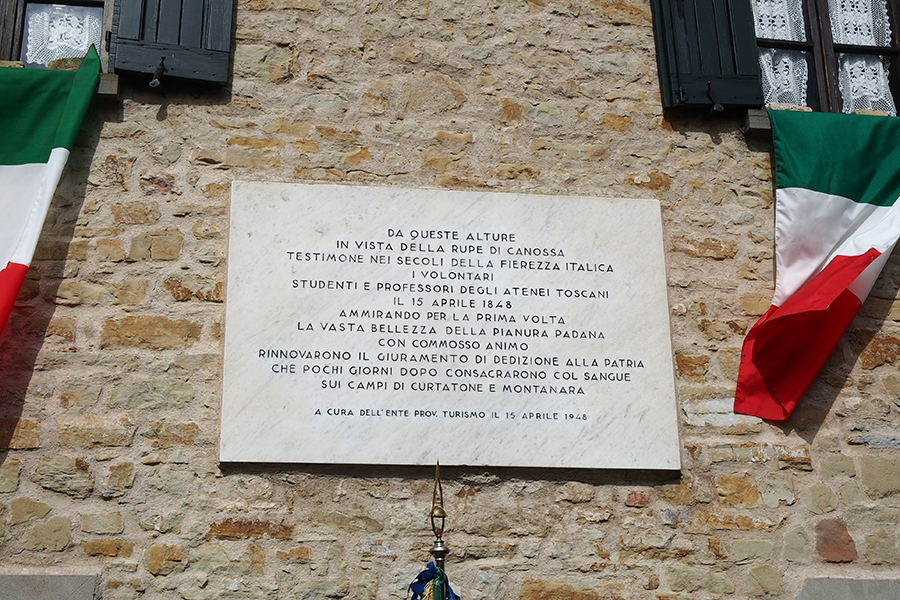 DA QUESTE ALTURE
IN VISTA DELLA RUPE DI CANOSSA
TESTIMONE NEI SECOLI DELLA FIEREZZA ITALICA
I VOLONTARI
STUDENTI E PROFESSORI DEGLI ATENEI TOSCANI
IL 15 APRILE 1848
AMMIRANDO PER LA PRIMA VOLTA
LA VASTA BELLEZZA DELLA PIANURA PADANA
CON COMMOSSO ANIMO
RINNOVARONO IL GIURAMENTO DI DEDIZIONE ALLA PATRIA
CHE POCHI GIORNI DOPO CONSACRARONO COL SANGUE
SUI CAMPI DI CURTATONE E MONTANARA
A CURA DELL'ENTE PROV. TURISMO IL 15 APRILE 1948